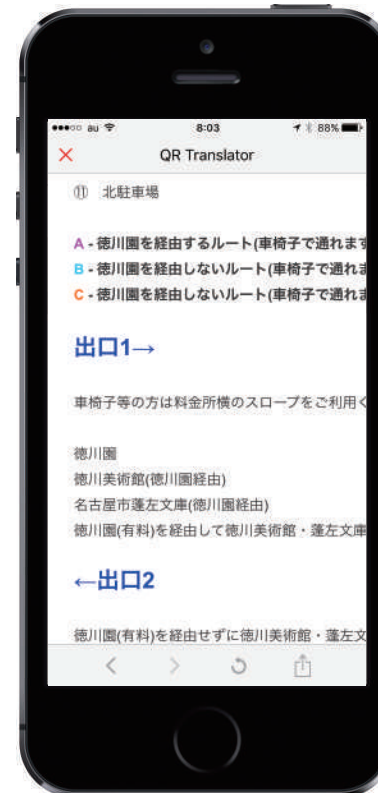 ●●●○○ au 8:03 88%
× QR Translator
⑪ 北駐車場
A - 徳川園を経由するルート(車椅子で通れます
B - 徳川園を経由しないルート(車椅子で通れま
C - 徳川園を経由しないルート(車椅子で通れま
出口1→
車椅子等の方は料金所横のスロープをご利用く
徳川園
徳川美術館(徳川園経由)
名古屋市蓬左文庫(徳川園経由)
徳川園(有料)を経由して徳川美術館・蓬左文庫
←出口2
徳川園(有料)を経由せずに徳川美術館・蓬左文